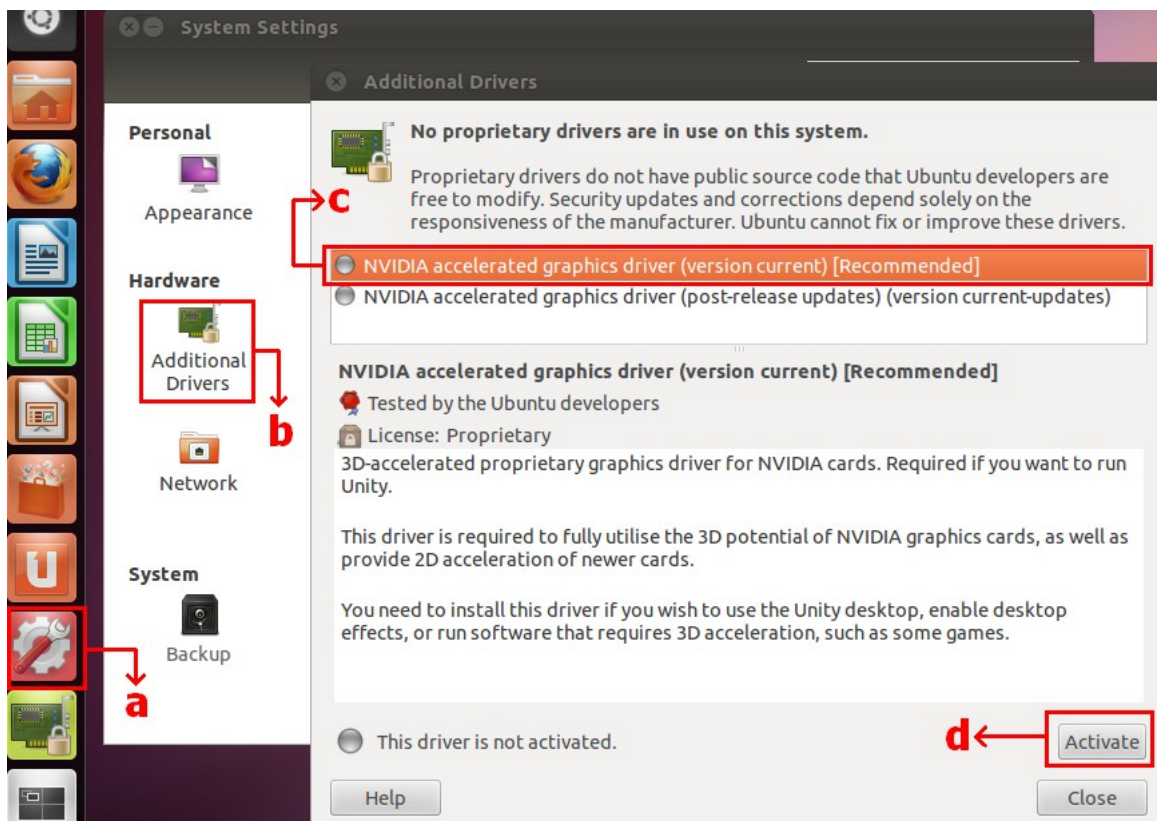 System Settings
Additional Drivers
Personal
Appearance
Hardware
Additional
Drivers
Network
System
Backup
No proprietary drivers are in use on this system.
Proprietary drivers do not have public source code that Ubuntu developers are
free to modify. Security updates and corrections depend solely on the
responsiveness of the manufacturer. Ubuntu cannot fix or improve these drivers.
c
NVIDIA accelerated graphics driver (version current) [Recommended]
NVIDIA accelerated graphics driver (post-release updates) (version current-updates)
b
NVIDIA accelerated graphics driver (version current) [Recommended]
Tested by the Ubuntu developers
License: Proprietary
3D-accelerated proprietary graphics driver for NVIDIA cards. Required if you want to run
Unity.
This driver is required to fully utilise the 3D potential of NVIDIA graphics cards, as well as
provide 2D acceleration of newer cards.
You need to install this driver if you wish to use the Unity desktop, enable desktop
effects, or run software that requires 3D acceleration, such as some games.
a
This driver is not activated.
d
Activate
Help
Close